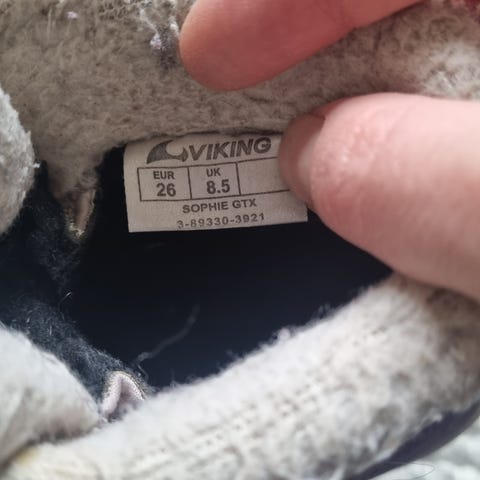 VIKING
EUR UK
26 8.5
SOPHIE GTX
3-89330-3921